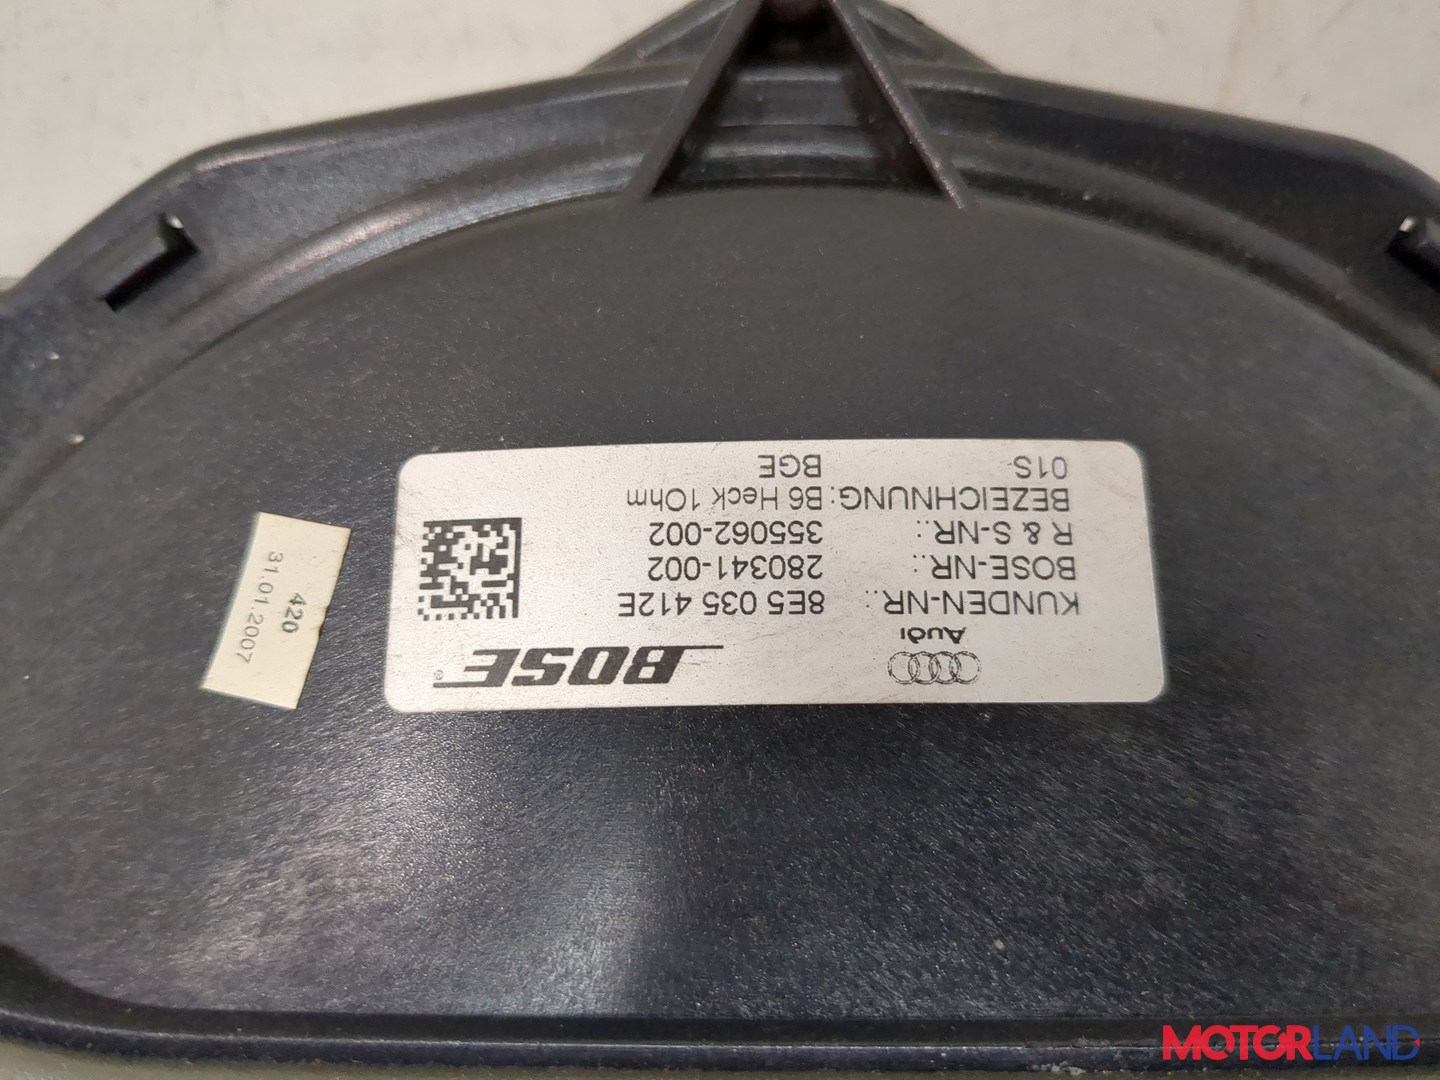 Audi
BOSE®
KUNDEN-NR.: 8E5 035 412E
BOSE-NR.: 280341-002
R & S-NR.: 355062-002
BEZEICHNUNG: B6 Heck 1Ohm
01S BGE
420
31.01.2007
MOTORLAND